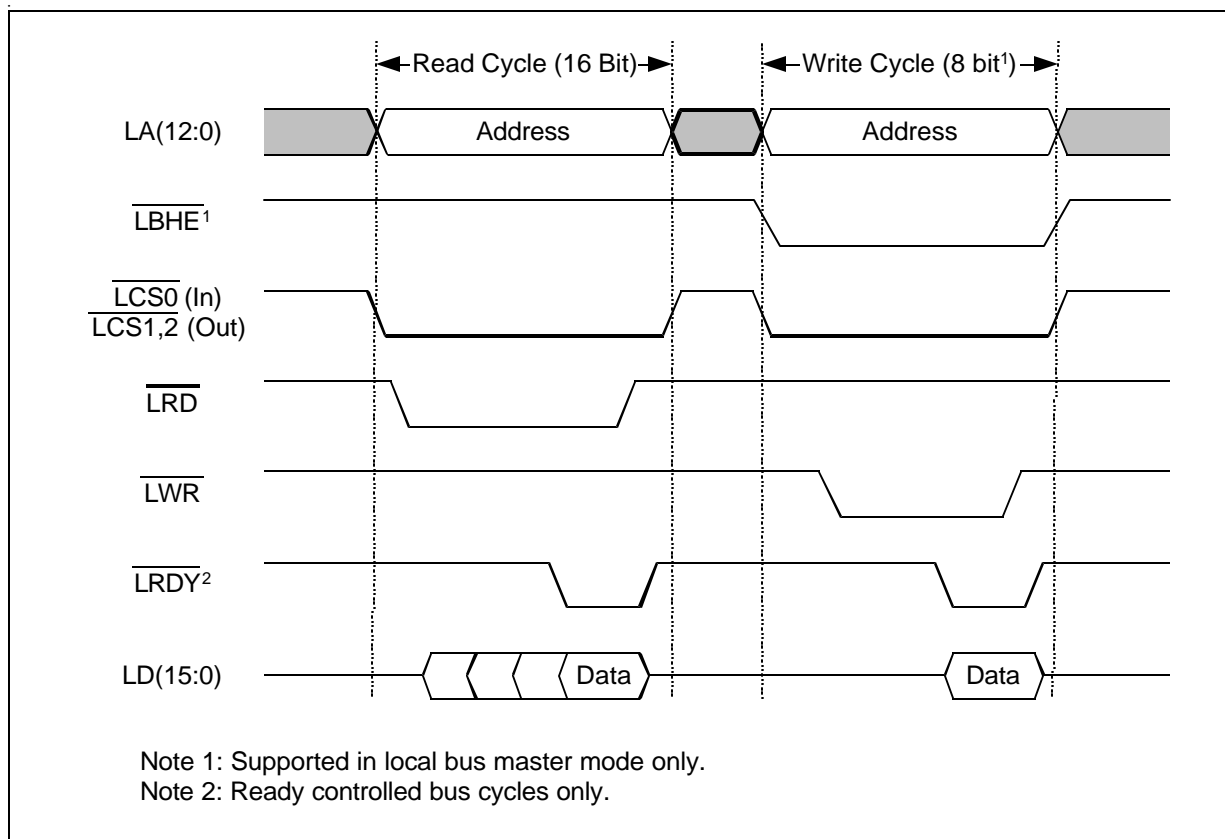 Read Cycle (16 Bit)
Write Cycle (8 bit¹)
LA(12:0)
Address
Address
LBHE¹
LCS0 (In)
LCS1,2 (Out)
LRD
LWR
LRDY²
LD(15:0)
Data
Data
Note 1: Supported in local bus master mode only.
Note 2: Ready controlled bus cycles only.